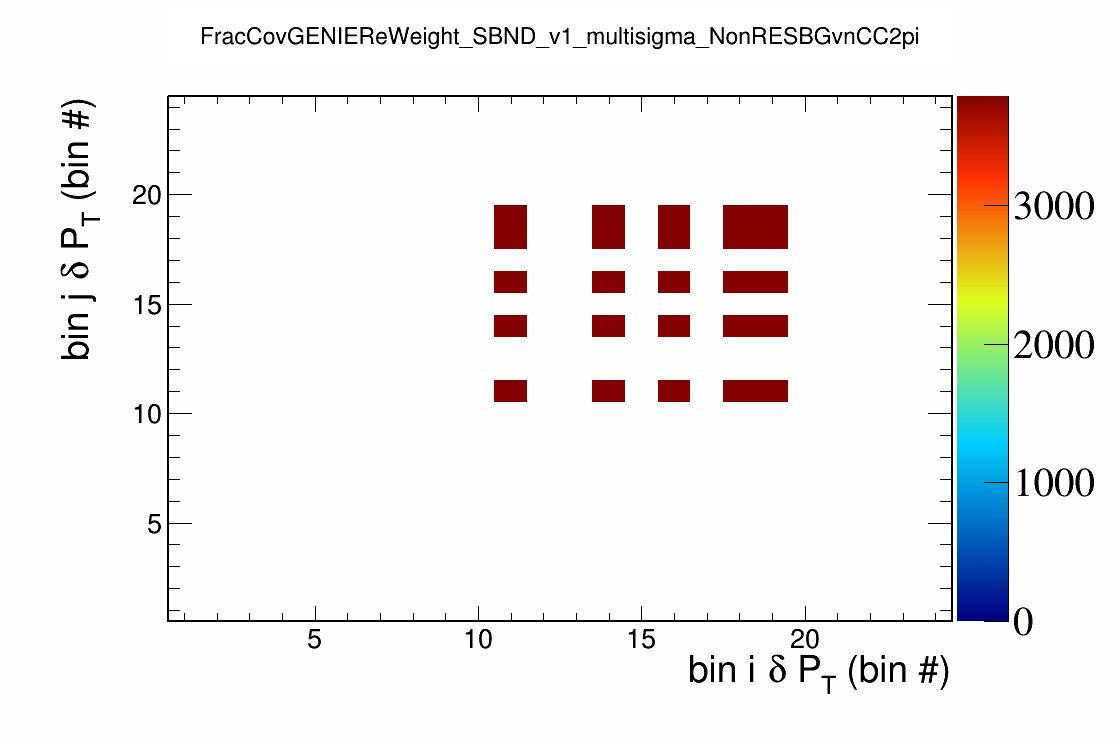 FracCovGENIEReWeight_SBND_v1_multisigma_NonRESBGvnCC2pi
bin j δ P_T (bin #)
20
15
10
5
5 10 15 20
bin i δ P_T (bin #)
3000
2000
1000
0